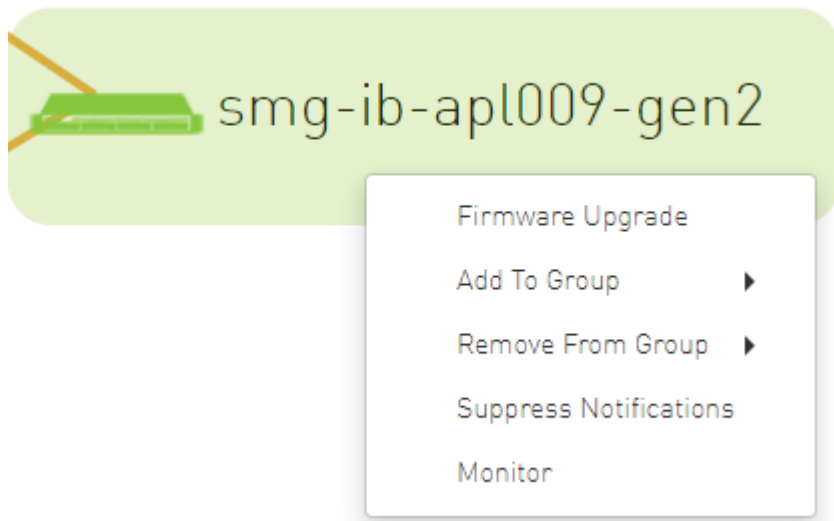 smg-ib-apl009-gen2
Firmware Upgrade
Add To Group
Remove From Group
Suppress Notifications
Monitor